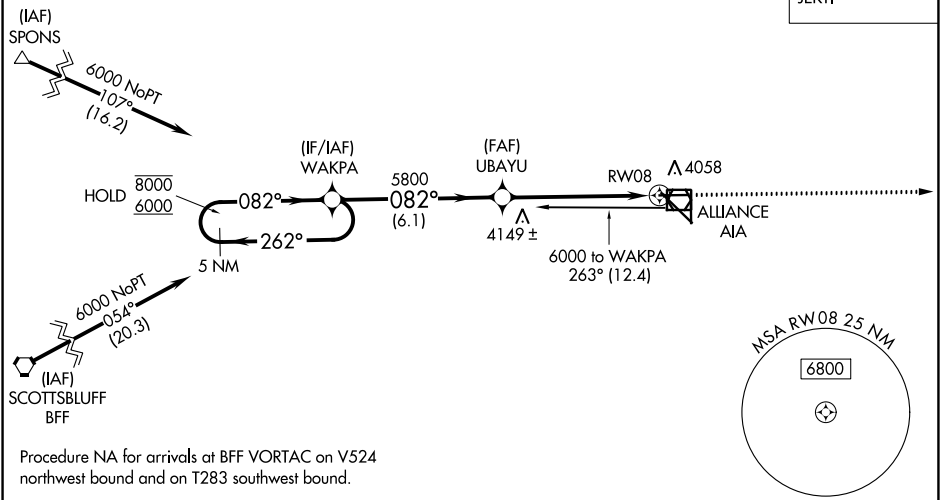 JERTI
(IAF)
SPONS
6000 NoPT
107°
(16.2)
(IF/IAF)
WAKPA
(FAF)
UBAYU
HOLD
8000
6000
082°
5800
082°
(6.1)
RW08
4058
ALLIANCE
AIA
262°
5 NM
4149 ±
6000 to WAKPA
263° (12.4)
6000 NoPT
054°
(20.3)
(IAF)
SCOTTSBLUFF
BFF
MSA RW08 25 NM
6800
Procedure NA for arrivals at BFF VORTAC on V524
northwest bound and on T283 southwest bound.